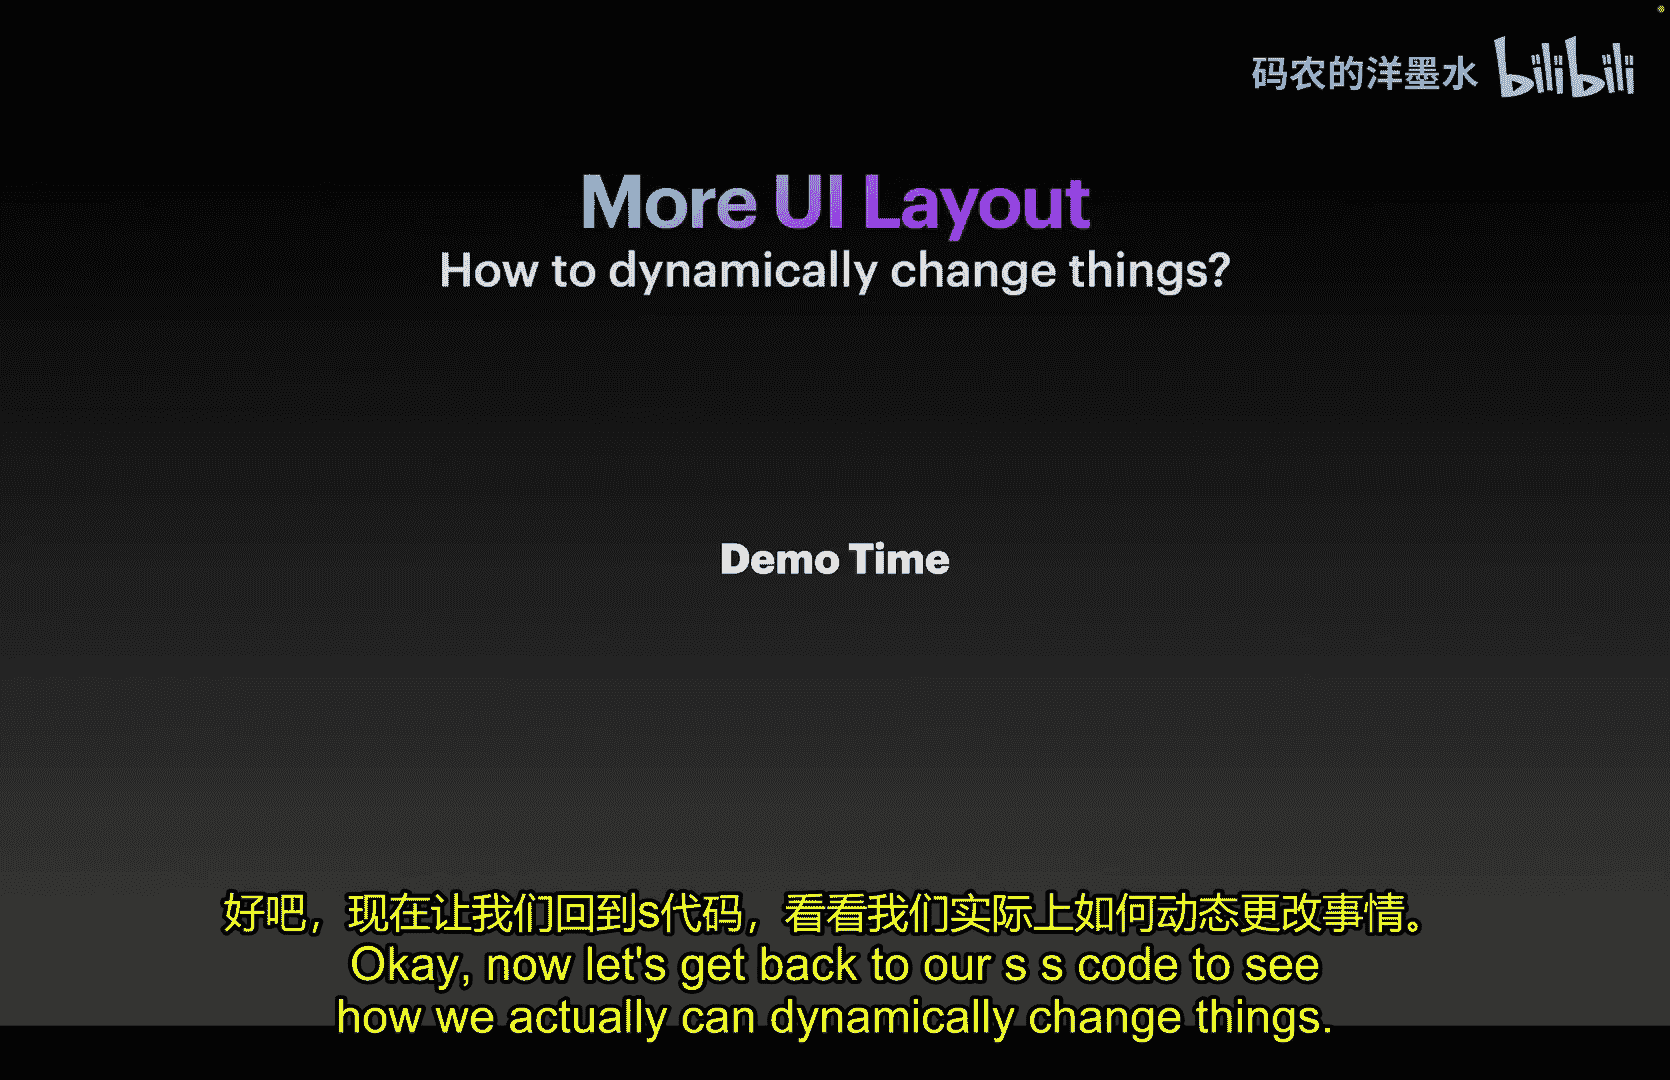 码农的洋墨水 bilibili
More UI Layout
How to dynamically change things?
Demo Time
好吧，现在让我们回到s代码，看看我们实际上如何动态更改事情。
Okay, now let's get back to our s s code to see
how we actually can dynamically change things.